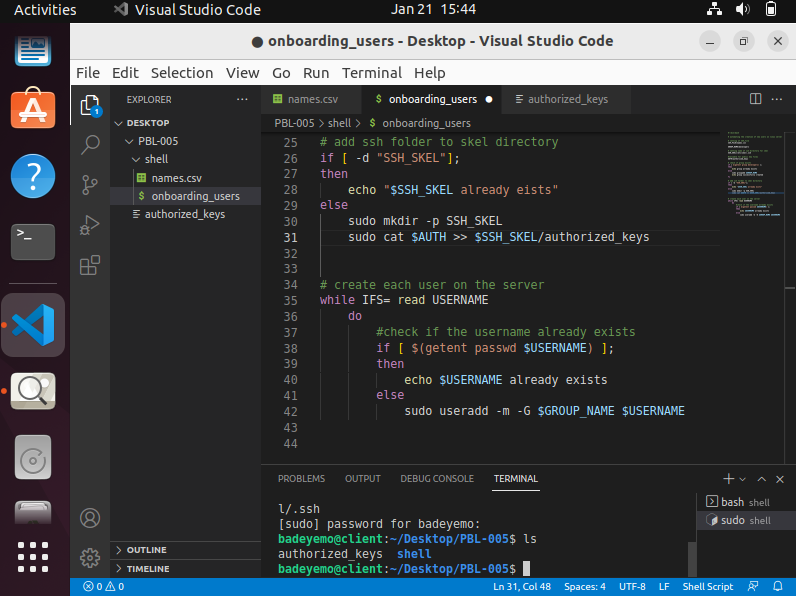 Activities
Visual Studio Code
Jan 21 15:44
● onboarding_users - Desktop - Visual Studio Code
File Edit Selection View Go Run Terminal Help
EXPLORER
names.csv
$ onboarding_users ●
authorized_keys
1
DESKTOP
PBL-005
shell
names.csv
$ onboarding_users
authorized_keys
PBL-005 > shell > $ onboarding_users
25 # add ssh folder to skel directory
26 if [ -d "SSH_SKEL"];
27 then
28 echo "$SSH_SKEL already eists"
29 else
30 sudo mkdir -p SSH_SKEL
31 sudo cat $AUTH >> $SSH_SKEL/authorized_keys
32
33
34 # create each user on the server
35 while IFS= read USERNAME
36 do
37 #check if the username already exists
38 if [ $(getent passwd $USERNAME) ];
39 then
40 echo $USERNAME already exists
41 else
42 sudo useradd -m -G $GROUP_NAME $USERNAME
43
44
PROBLEMS OUTPUT DEBUG CONSOLE TERMINAL
l/.ssh
[sudo] password for badeyemo:
badeyemo@client:~/Desktop/PBL-005$ ls
authorized_keys shell
badeyemo@client:~/Desktop/PBL-005$
bash shell
sudo shell
OUTLINE
TIMELINE
0 0
Ln 31, Col 48 Spaces: 4 UTF-8 LF Shell Script